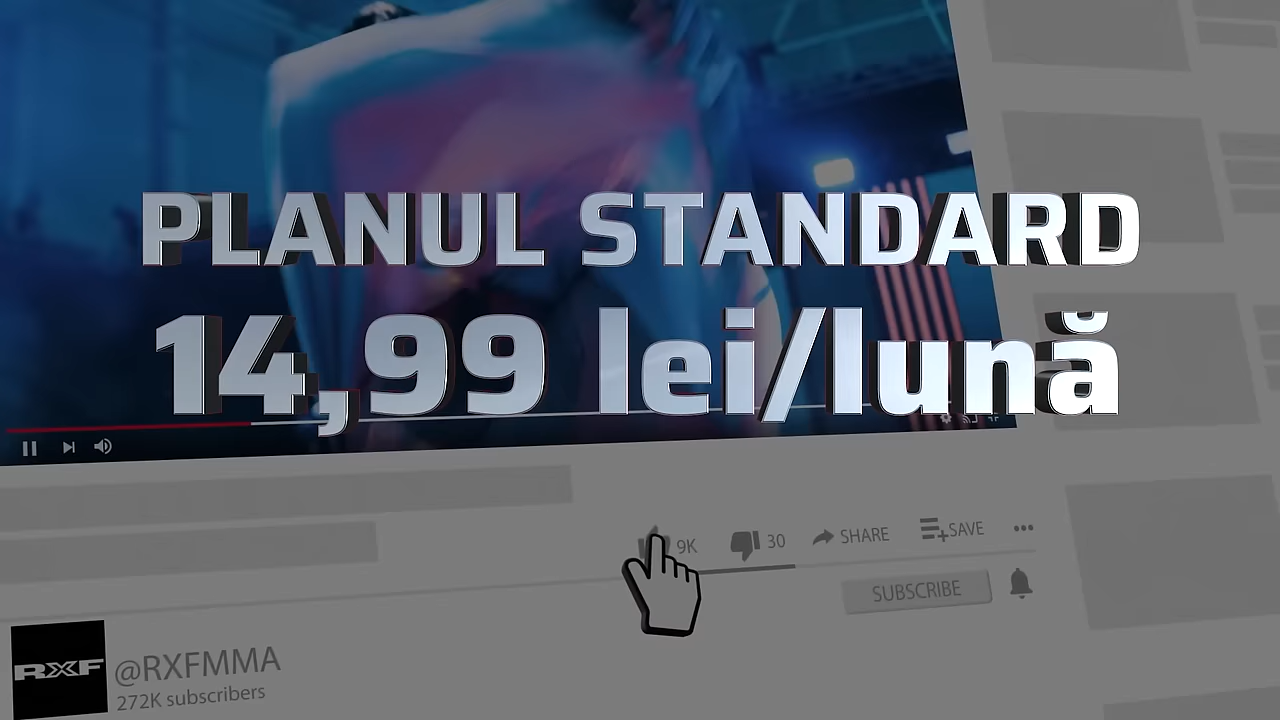 PLANUL STANDARD
14,99 lei/lună
9K
30
SHARE
SAVE
SUBSCRIBE
RXF
@RXFMMA
272K subscribers